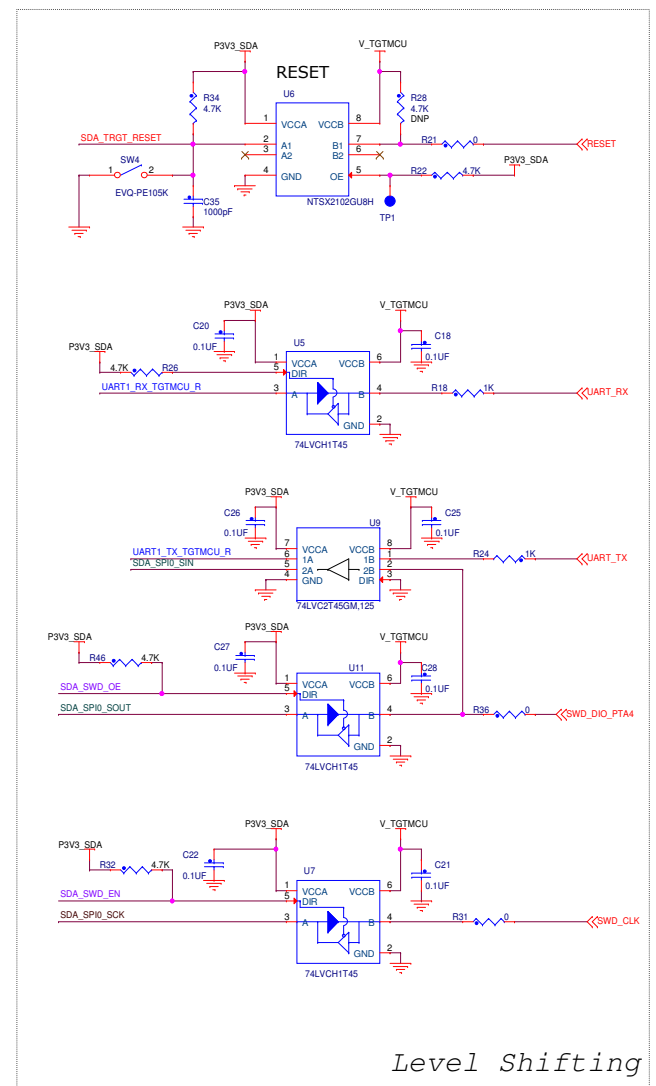 P3V3_SDA V_TGTMCU
RESET
R34
4.7K
U6
R28
4.7K
DNP
1 VCCA VCCB 8
SDA_TRGT_RESET 2 A1 B1 7 R21 0 RESET
3 A2 B2 6
4 GND OE 5 R22 4.7K P3V3_SDA
SW4
1 2
EVQ-PE105K
C35
1000pF
NTSX2102GU8H
TP1
P3V3_SDA V_TGTMCU
C20
0.1UF
U5
C18
0.1UF
P3V3_SDA
4.7K R26
1 VCCA VCCB 6
5 DIR
UART1_RX_TGTMCU_R 3 A B 4 R18 1K UART_RX
GND 2
74LVCH1T45
P3V3_SDA V_TGTMCU
C26
0.1UF
C25
0.1UF
U9
7 VCCA VCCB 8
UART1_TX_TGTMCU_R 6 1A 1B 1 R24 1K UART_TX
SDA_SPI0_SIN 5 2A 2B 2
4 GND DIR 3
74LVC2T45GM,125
P3V3_SDA V_TGTMCU
P3V3_SDA
R46 4.7K
C27
0.1UF
U11
C28
0.1UF
1 VCCA VCCB 6
SDA_SWD_OE 5 DIR
SDA_SPI0_SOUT 3 A B 4 R36 0 SWD_DIO_PTA4
GND 2
74LVCH1T45
P3V3_SDA V_TGTMCU
P3V3_SDA
R32 4.7K
C22
0.1UF
U7
C21
0.1UF
1 VCCA VCCB 6
SDA_SWD_EN 5 DIR
SDA_SPI0_SCK 3 A B 4 R31 0 SWD_CLK
GND 2
74LVCH1T45
Level Shifting